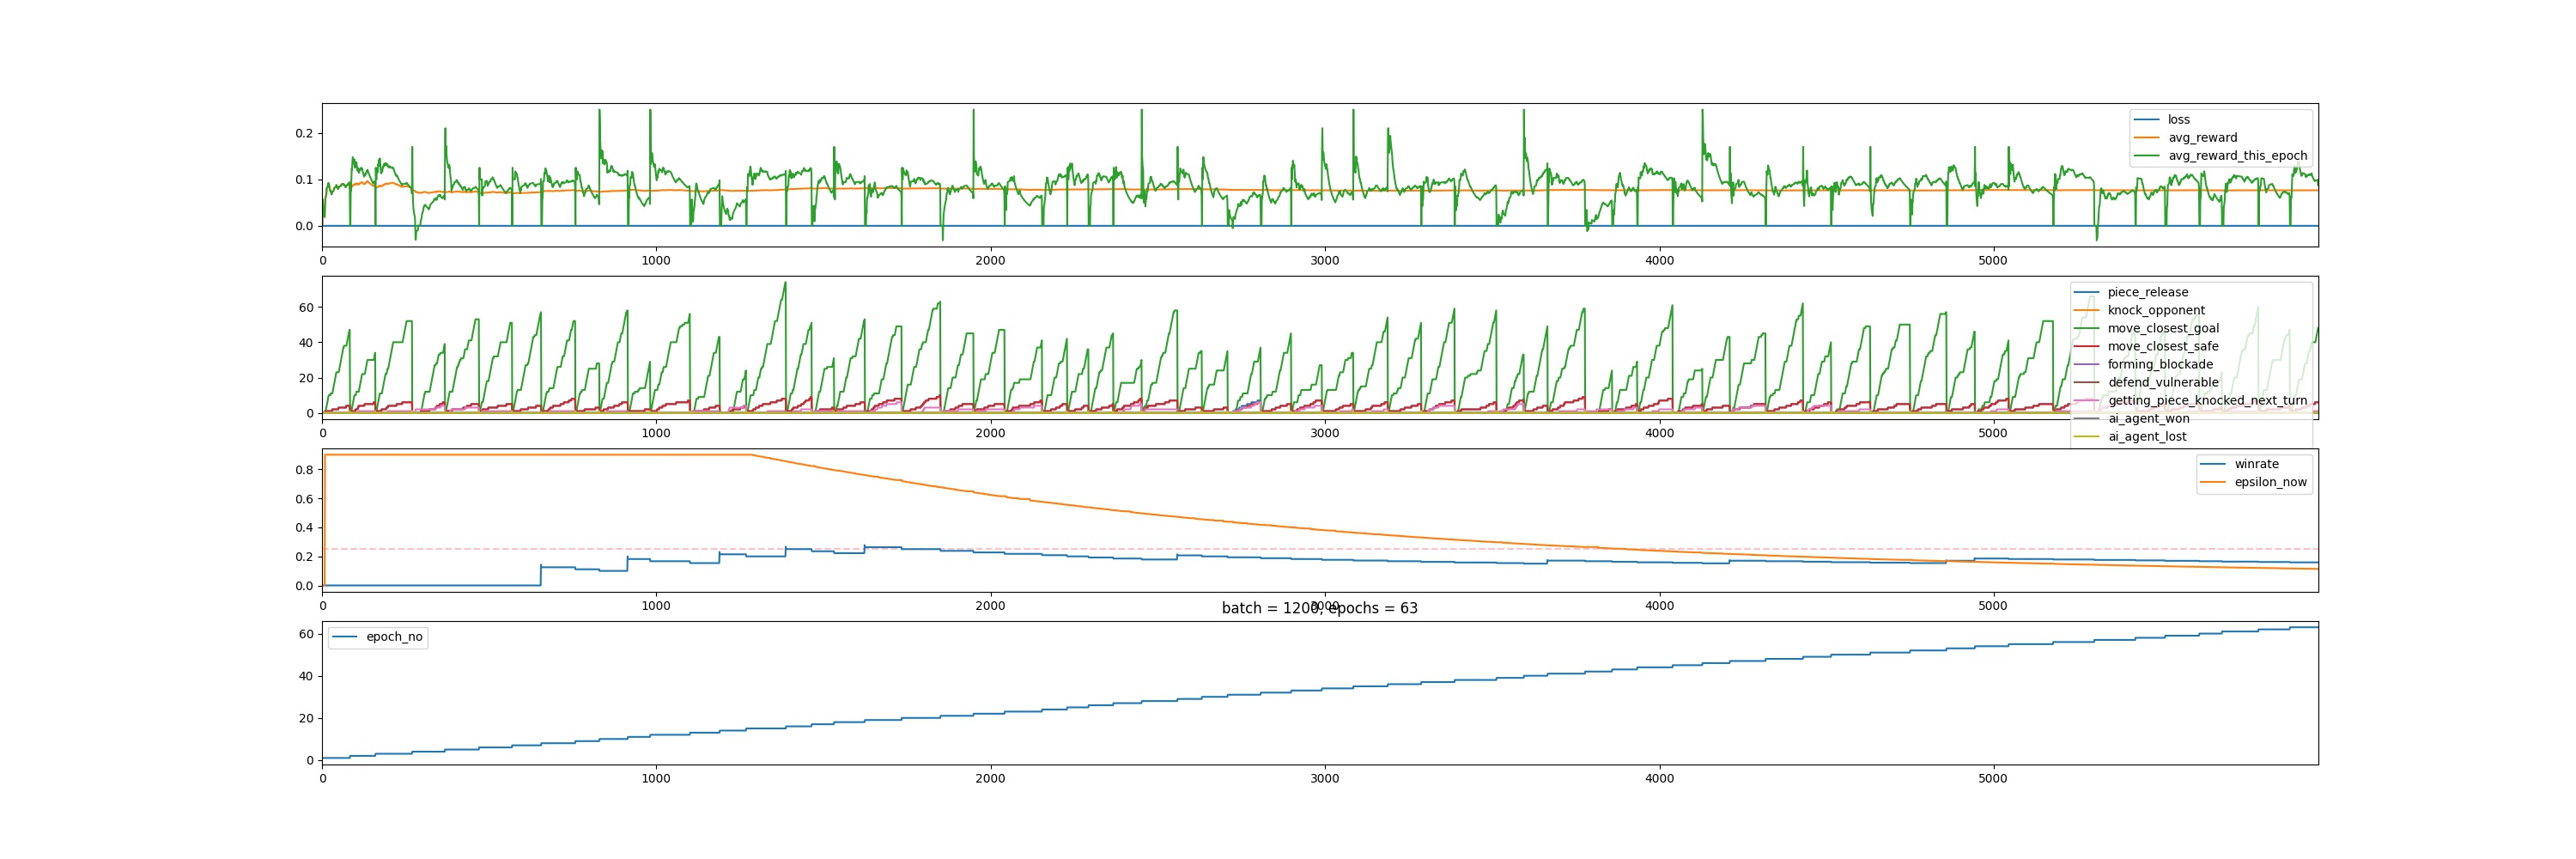 0.2
0.1
0.0
loss
avg_reward
avg_reward_this_epoch
0 1000 2000 3000 4000 5000
60
40
20
0
piece_release
knock_opponent
move_closest_goal
move_closest_safe
forming_blockade
defend_vulnerable
getting_piece_knocked_next_turn
ai_agent_won
ai_agent_lost
0 1000 2000 3000 4000 5000
0.8
0.6
0.4
0.2
0.0
winrate
epsilon_now
0 1000 2000 3000 4000 5000
batch = 1200, epochs = 63
60
40
20
0
epoch_no
0 1000 2000 3000 4000 5000